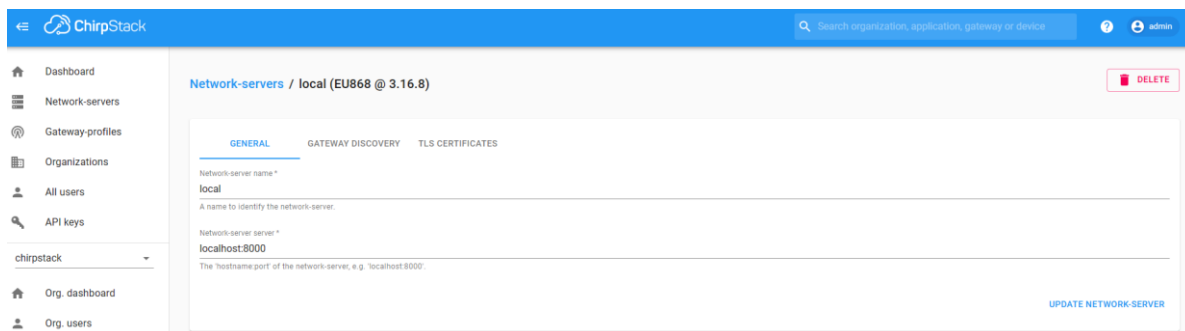 ChirpStack
Search organization, application, gateway or device
?
admin
Dashboard
Network-servers
Gateway-profiles
Organizations
All users
API keys
chirpstack
Org. dashboard
Org. users
Network-servers / local (EU868 @ 3.16.8)
DELETE
GENERAL GATEWAY DISCOVERY TLS CERTIFICATES
Network-server name *
local
A name to identify the network-server.
Network-server server *
localhost:8000
The 'hostname:port' of the network-server, e.g. 'localhost:8000'.
UPDATE NETWORK-SERVER